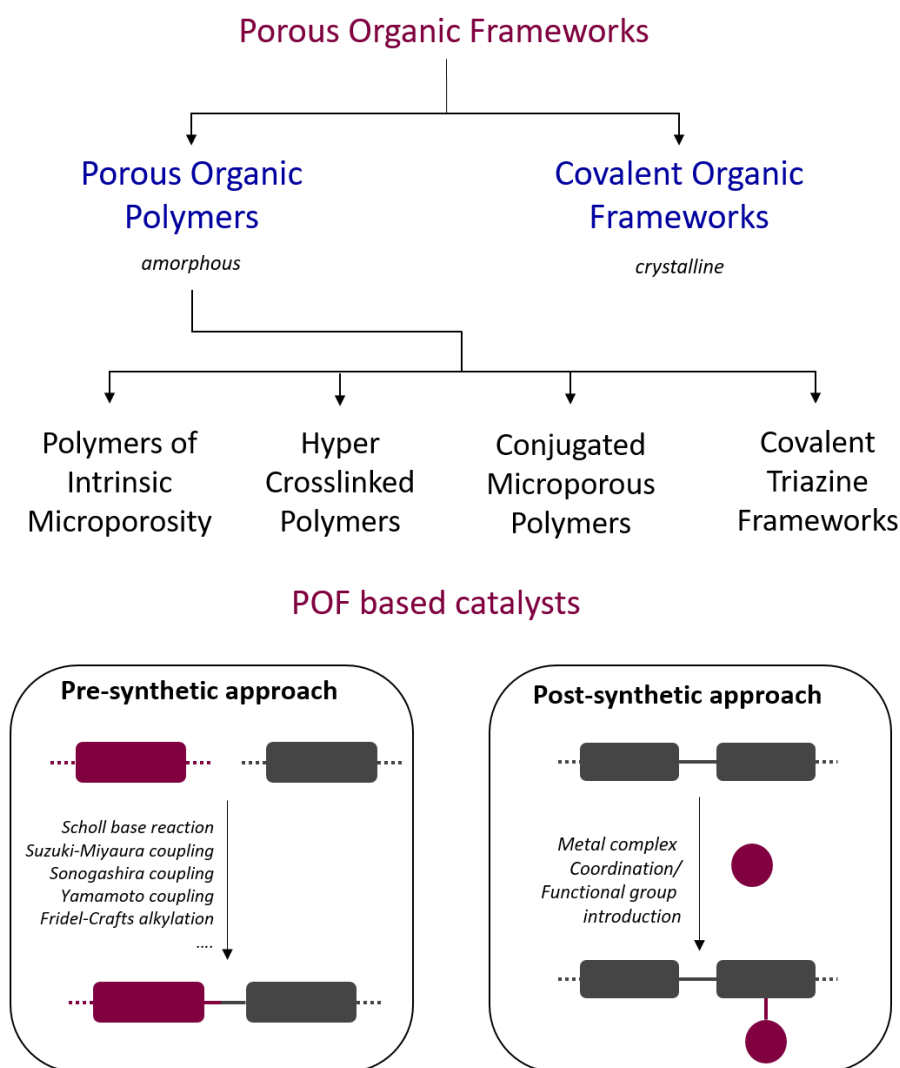 Porous Organic Frameworks
Porous Organic
Polymers
amorphous
Covalent Organic
Frameworks
crystalline
Polymers of
Intrinsic
Microporosity
Hyper
Crosslinked
Polymers
Conjugated
Microporous
Polymers
Covalent
Triazine
Frameworks
POF based catalysts
Pre-synthetic approach
Scholl base reaction
Suzuki-Miyaura coupling
Sonogashira coupling
Yamamoto coupling
Fridel-Crafts alkylation
....
Post-synthetic approach
Metal complex
Coordination/
Functional group
introduction